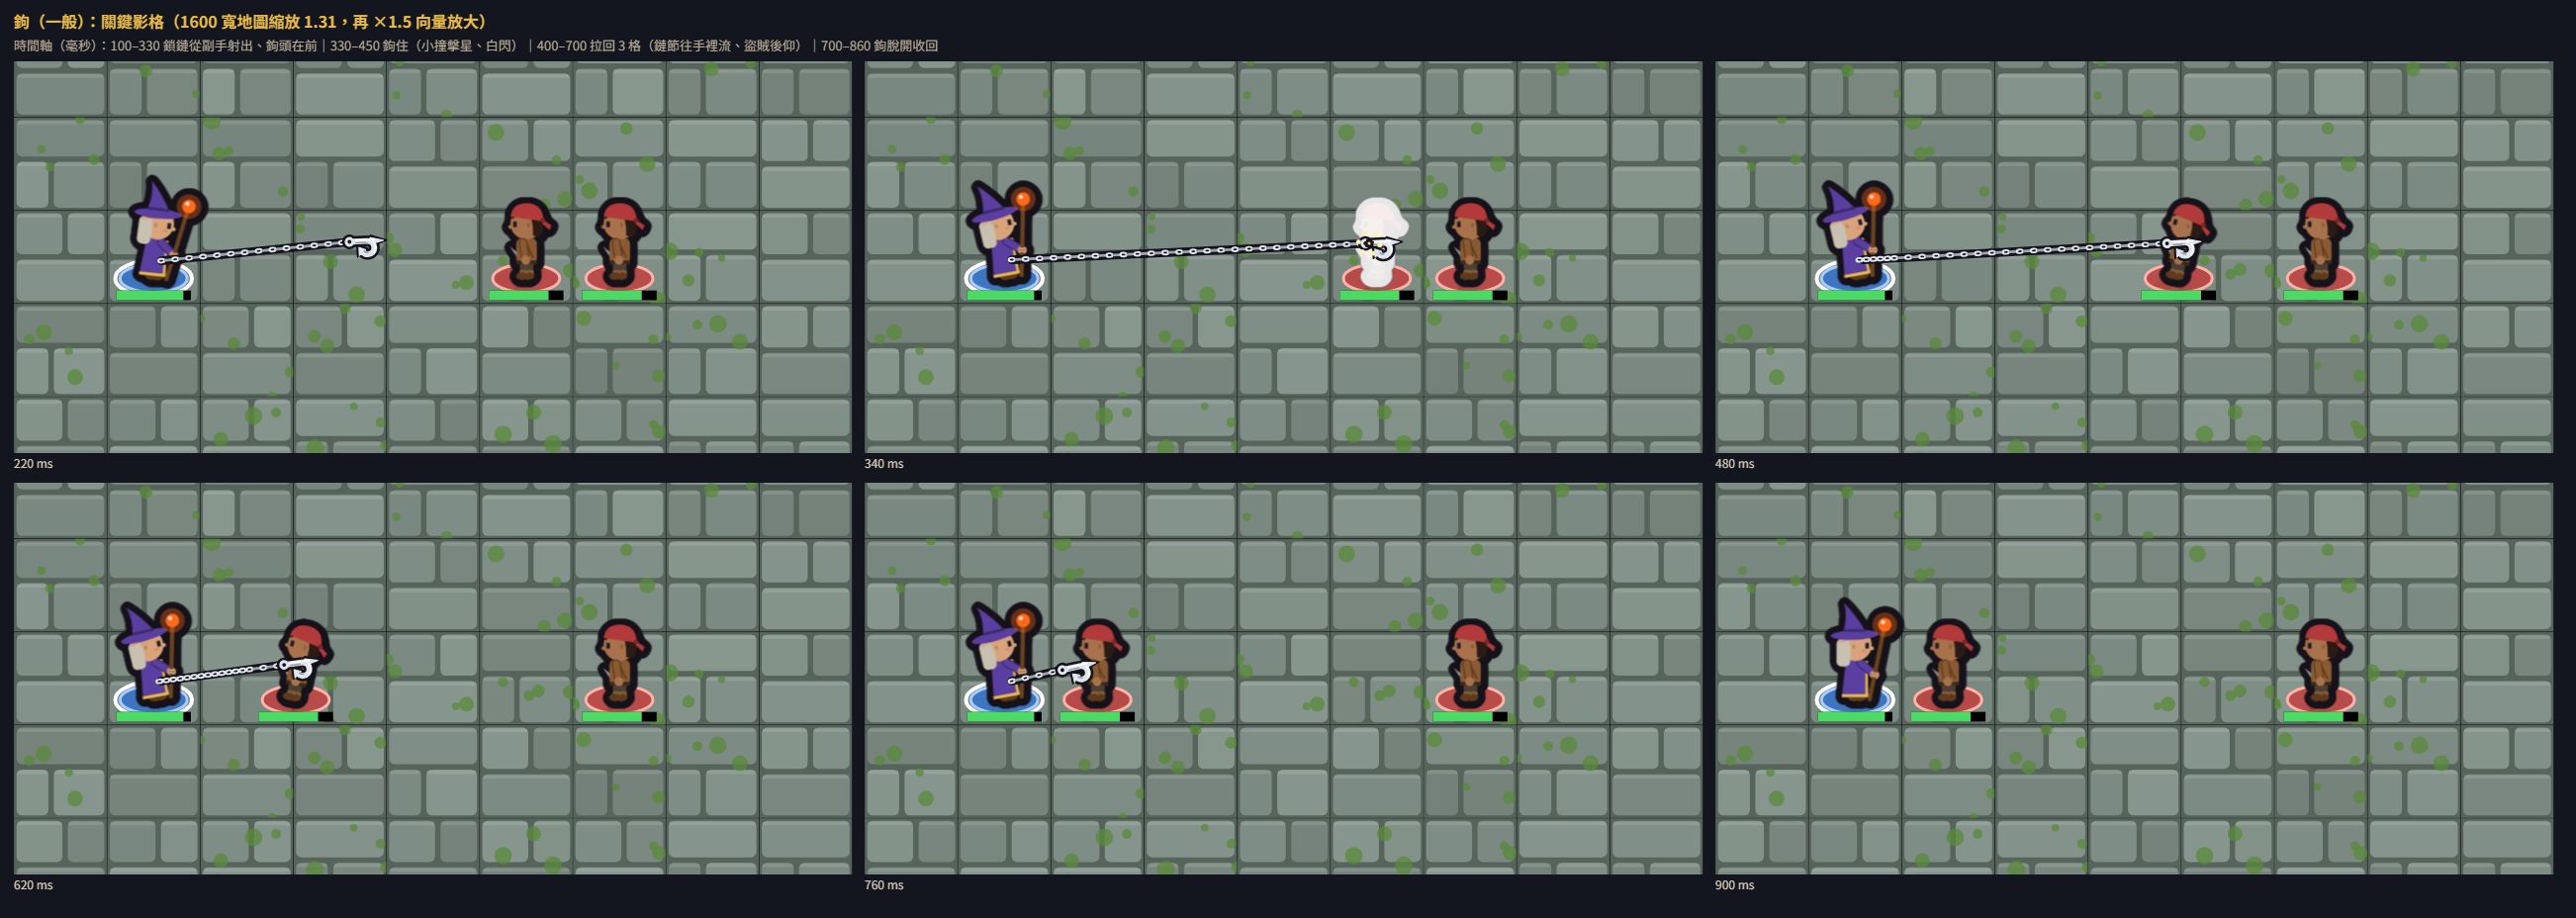 鉤（一般）：關鍵影格（1600 寬地圖縮放 1.31，再 ×1.5 向量放大）
時間軸（毫秒）：100–330 鎖鏈從副手射出、鉤頭在前｜330–450 鉤住（小撞擊星、白閃）｜400–700 拉回 3 格（鏈節往手裡流、盜賊後仰）｜700–860 鉤脫開收回
220 ms
340 ms
480 ms
620 ms
760 ms
900 ms